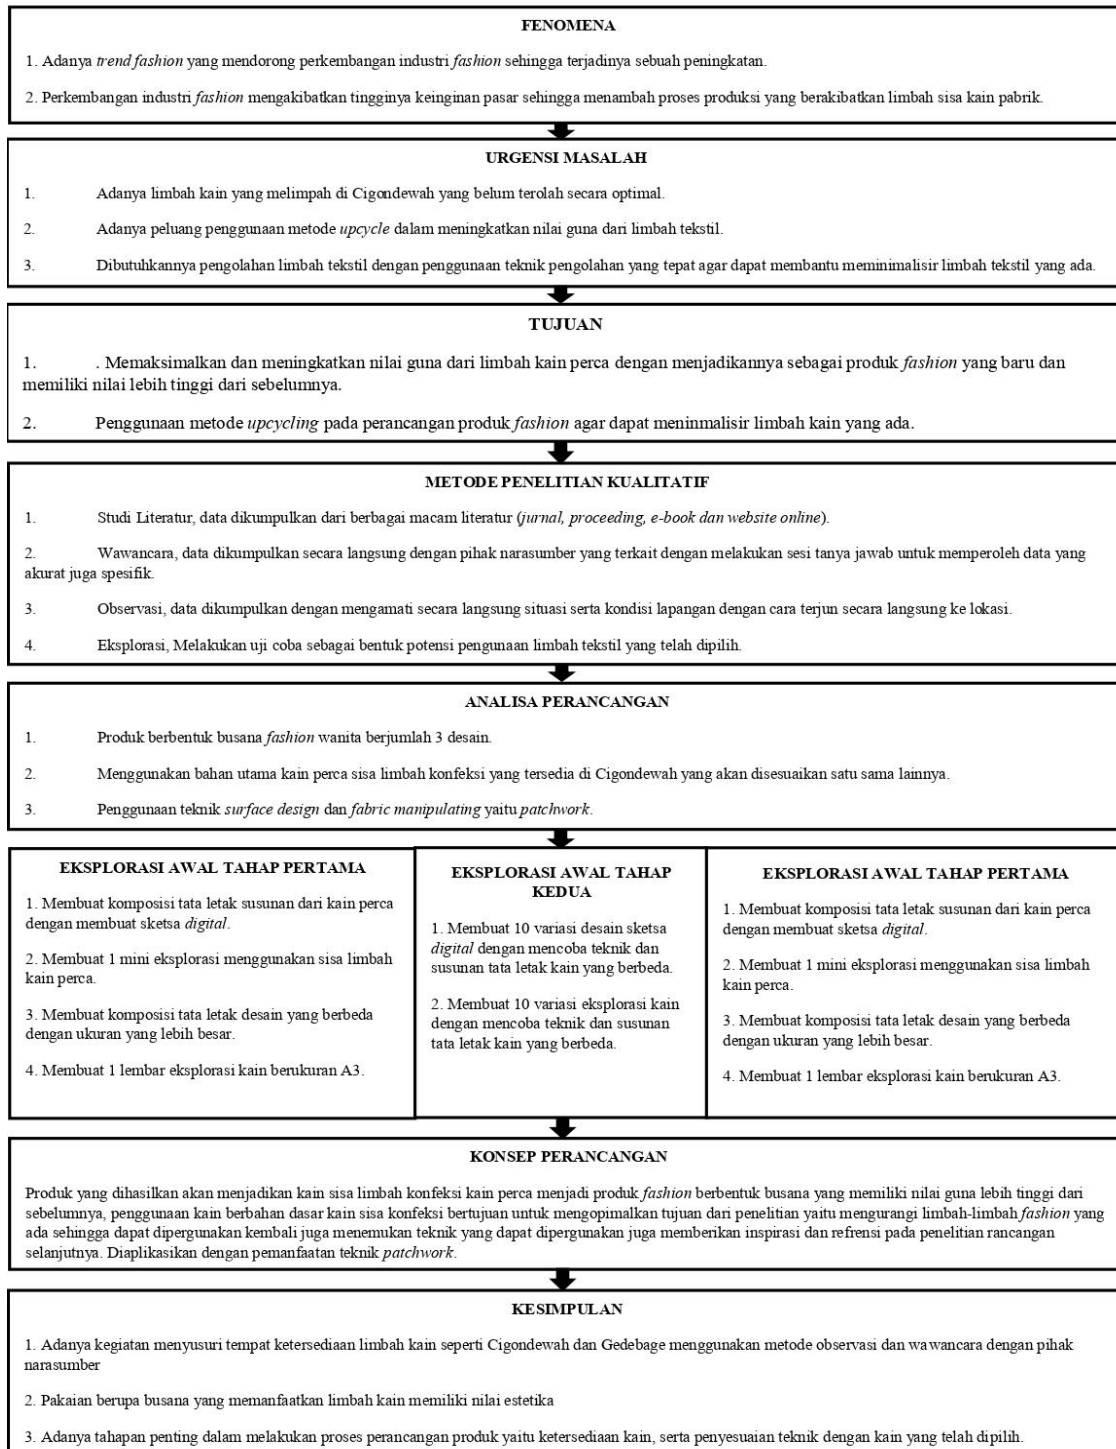 FENOMENA
1. Adanya trend fashion yang mendorong perkembangan industri fashion sehingga terjadinya sebuah peningkatan.
2. Perkembangan industri fashion mengakibatkan tingginya keinginan pasar sehingga menambah proses produksi yang berakibatkan limbah sisa kain pabrik.
URGENSI MASALAH
1. Adanya limbah kain yang melimpah di Cigondewah yang belum terolah secara optimal.
2. Adanya peluang penggunaan metode upcycle dalam meningkatkan nilai guna dari limbah tekstil.
3. Dibutuhkannya pengolahan limbah tekstil dengan penggunaan teknik pengolahan yang tepat agar dapat membantu meminimalisir limbah tekstil yang ada.
TUJUAN
1. . Memaksimalkan dan meningkatkan nilai guna dari limbah kain perca dengan menjadikannya sebagai produk fashion yang baru dan
memiliki nilai lebih tinggi dari sebelumnya.
2. Penggunaan metode upcycling pada perancangan produk fashion agar dapat meninmalisir limbah kain yang ada.
METODE PENELITIAN KUALITATIF
1. Studi Literatur, data dikumpulkan dari berbagai macam literatur (jurnal, proceeding, e-book dan website online).
2. Wawancara, data dikumpulkan secara langsung dengan pihak narasumber yang terkait dengan melakukan sesi tanya jawab untuk memperoleh data yang
akurat juga spesifik.
3. Observasi, data dikumpulkan dengan mengamati secara langsung situasi serta kondisi lapangan dengan cara terjun secara langsung ke lokasi.
4. Eksplorasi, Melakukan uji coba sebagai bentuk potensi pengunaan limbah tekstil yang telah dipilih.
ANALISA PERANCANGAN
1. Produk berbentuk busana fashion wanita berjumlah 3 desain.
2. Menggunakan bahan utama kain perca sisa limbah konfeksi yang tersedia di Cigondewah yang akan disesuaikan satu sama lainnya.
3. Penggunaan teknik surface design dan fabric manipulating yaitu patchwork.
EKSPLORASI AWAL TAHAP PERTAMA
1. Membuat komposisi tata letak susunan dari kain perca
dengan membuat sketsa digital.
2. Membuat 1 mini eksplorasi menggunakan sisa limbah
kain perca.
3. Membuat komposisi tata letak desain yang berbeda
dengan ukuran yang lebih besar.
4. Membuat 1 lembar eksplorasi kain berukuran A3.
EKSPLORASI AWAL TAHAP
KEDUA
1. Membuat 10 variasi desain sketsa
digital dengan mencoba teknik dan
susunan tata letak kain yang berbeda.
2. Membuat 10 variasi eksplorasi kain
dengan mencoba teknik dan susunan
tata letak kain yang berbeda.
EKSPLORASI AWAL TAHAP PERTAMA
1. Membuat komposisi tata letak susunan dari kain perca
dengan membuat sketsa digital.
2. Membuat 1 mini eksplorasi menggunakan sisa limbah
kain perca.
3. Membuat komposisi tata letak desain yang berbeda
dengan ukuran yang lebih besar.
4. Membuat 1 lembar eksplorasi kain berukuran A3.
KONSEP PERANCANGAN
Produk yang dihasilkan akan menjadikan kain sisa limbah konfeksi kain perca menjadi produk fashion berbentuk busana yang memiliki nilai guna lebih tinggi dari
sebelumnya, penggunaan kain berbahan dasar kain sisa konfeksi bertujuan untuk mengopimalkan tujuan dari penelitian yaitu mengurangi limbah-limbah fashion yang
ada sehingga dapat dipergunakan kembali juga menemukan teknik yang dapat dipergunakan juga memberikan inspirasi dan refrensi pada penelitian rancangan
selanjutnya. Diaplikasikan dengan pemanfaatan teknik patchwork.
KESIMPULAN
1. Adanya kegiatan menyusuri tempat ketersediaan limbah kain seperti Cigondewah dan Gedebage menggunakan metode observasi dan wawancara dengan pihak
narasumber
2. Pakaian berupa busana yang memanfaatkan limbah kain memiliki nilai estetika
3. Adanya tahapan penting dalam melakukan proses perancangan produk yaitu ketersediaan kain, serta penyesuaian teknik dengan kain yang telah dipilih.